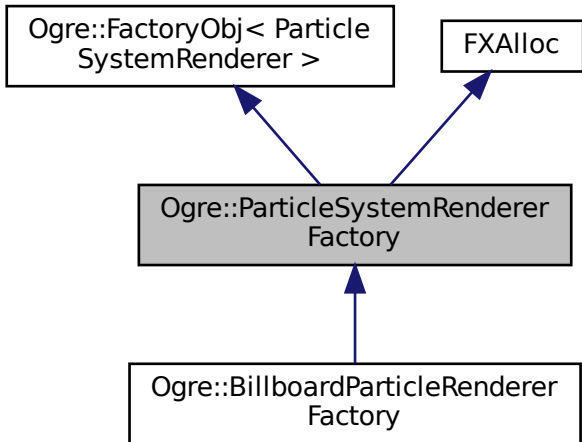 Ogre::FactoryObj< Particle
SystemRenderer >
FXAlloc
Ogre::ParticleSystemRenderer
Factory
Ogre::BillboardParticleRenderer
Factory